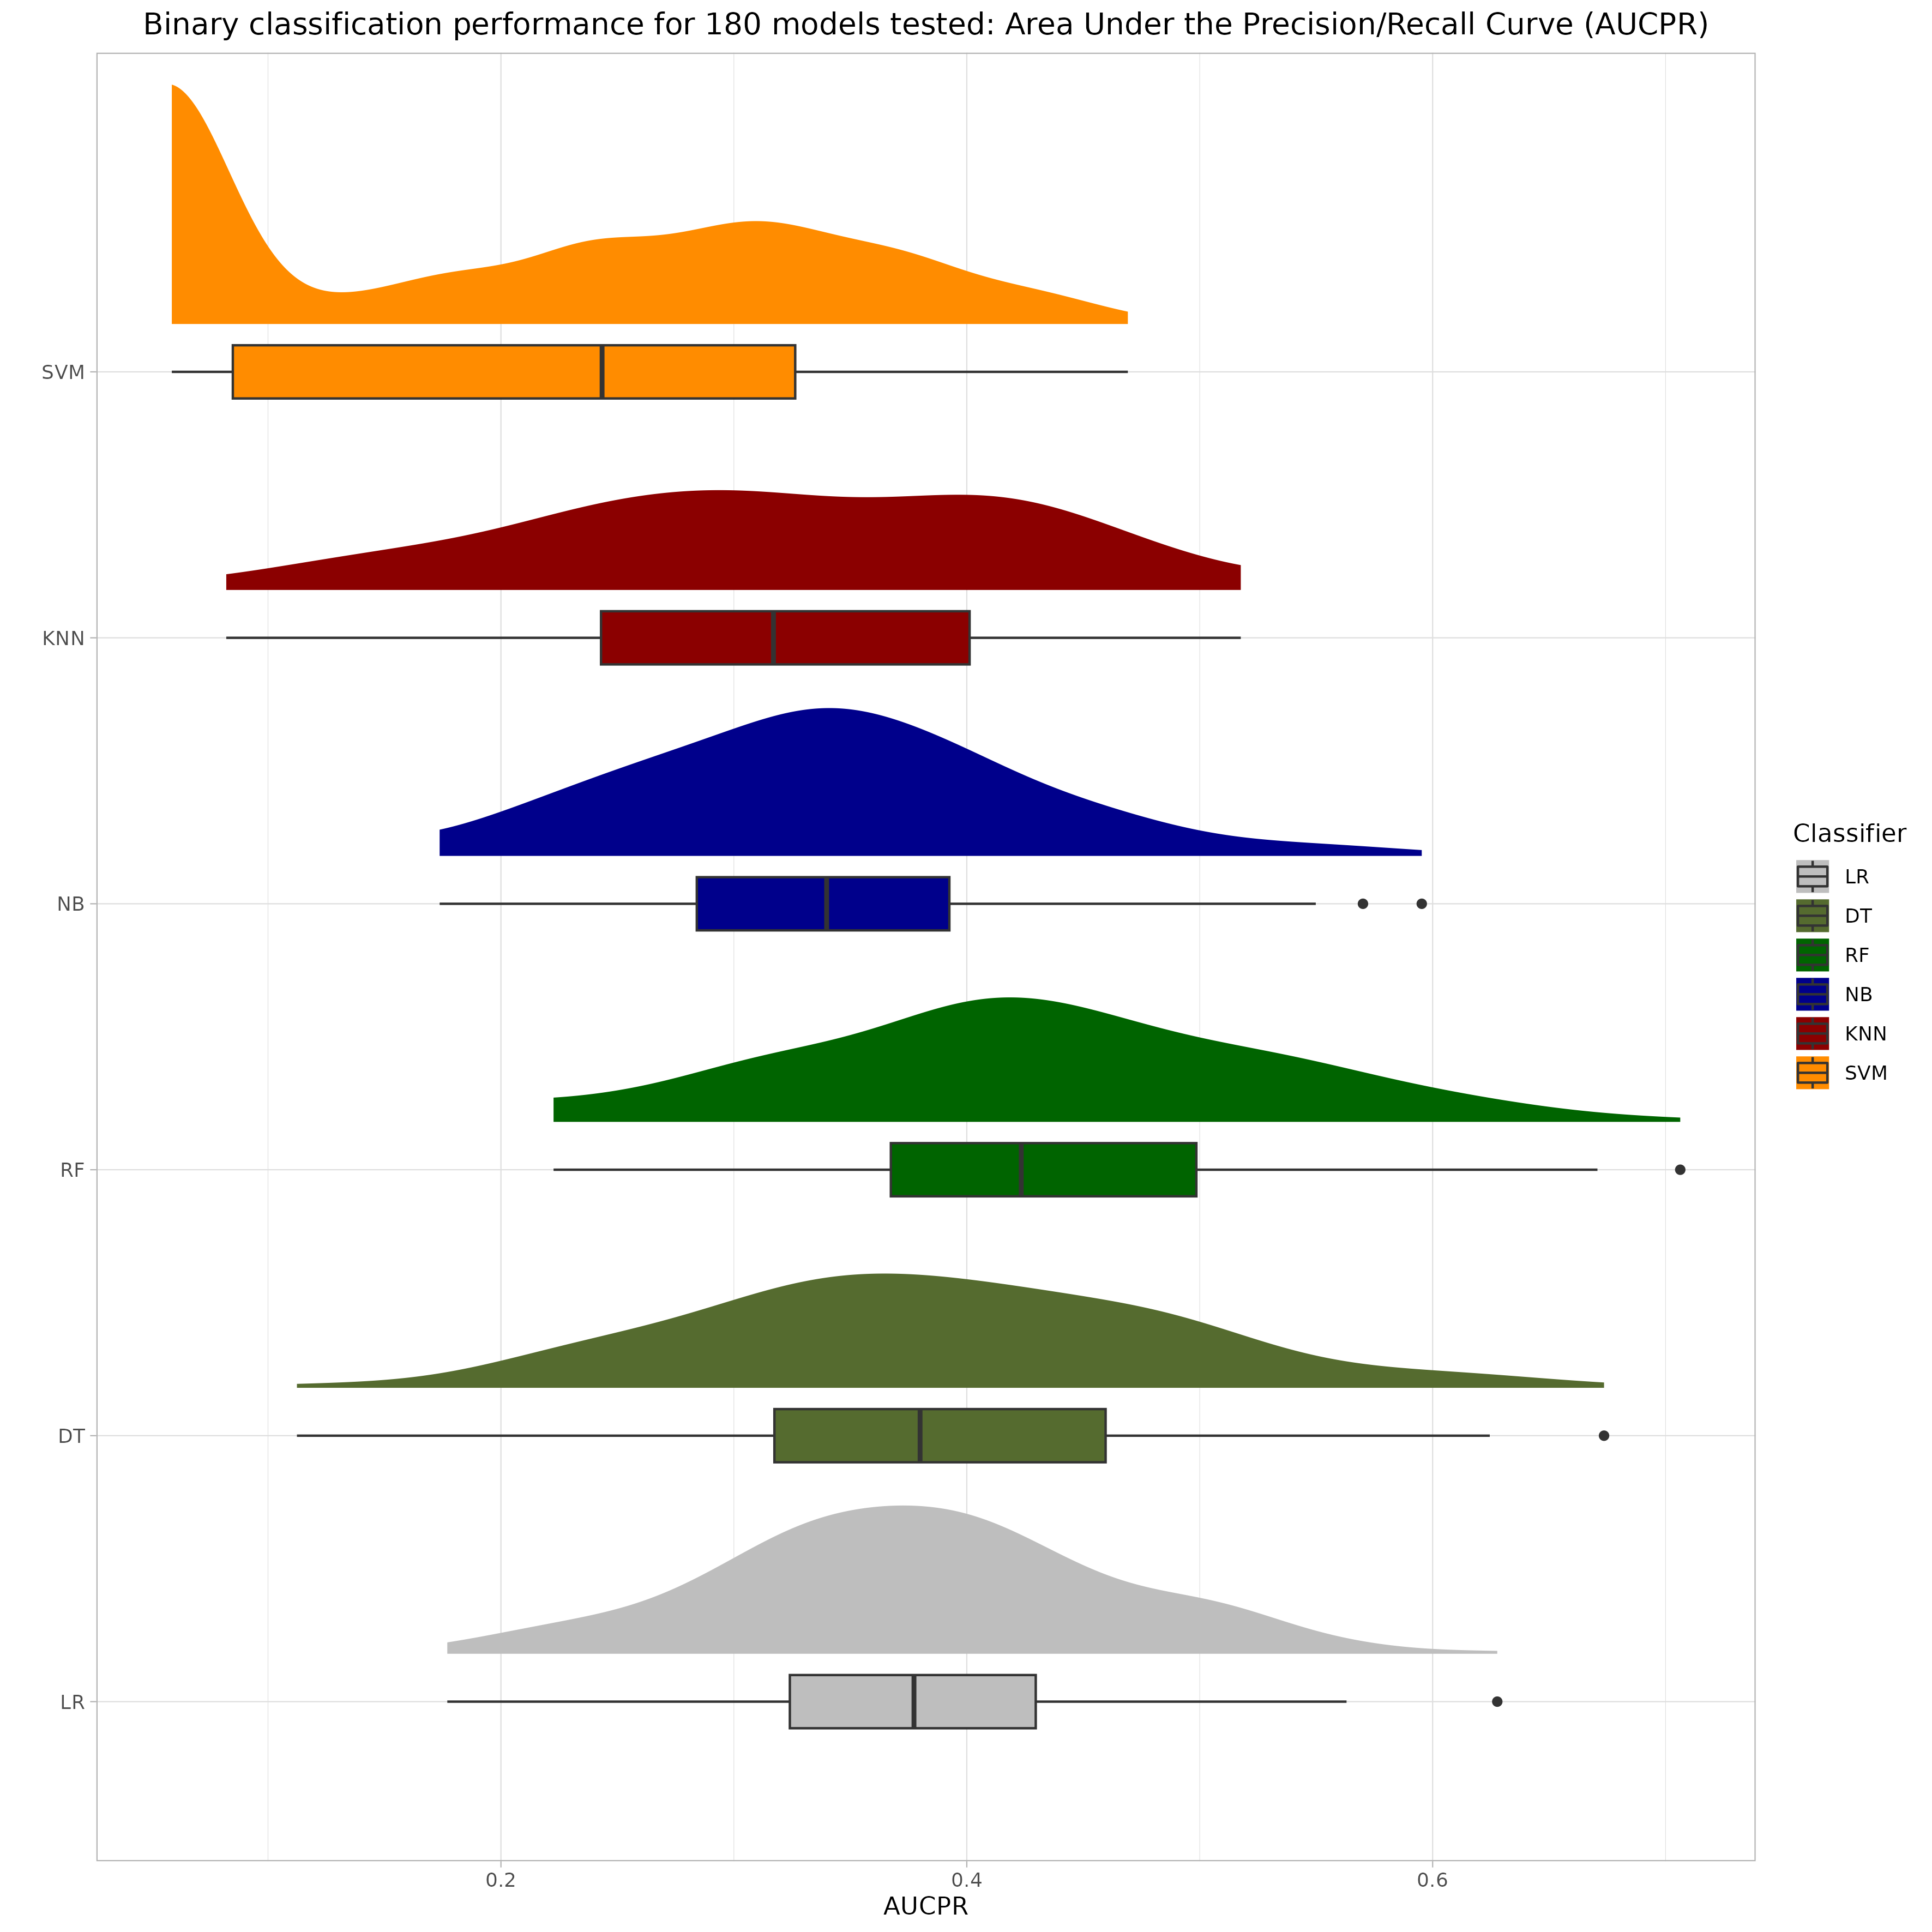 Binary classification performance for 180 models tested: Area Under the Precision/Recall Curve (AUCPR)
SVM
KNN
NB
RF
DT
LR
0.2 0.4 0.6
AUCPR
Classifier
LR
DT
RF
NB
KNN
SVM